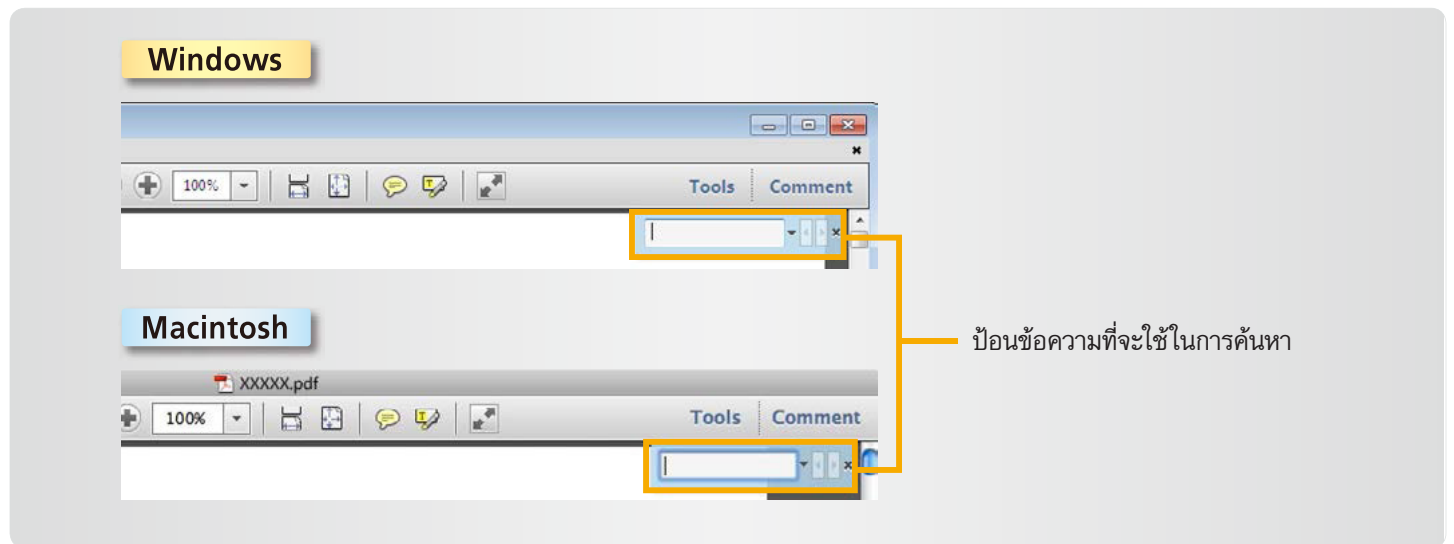 Windows
100%
Tools
Comment
Macintosh
ป้อนข้อความที่จะใช้ในการค้นหา
XXXXX.pdf
100%
Tools
Comment